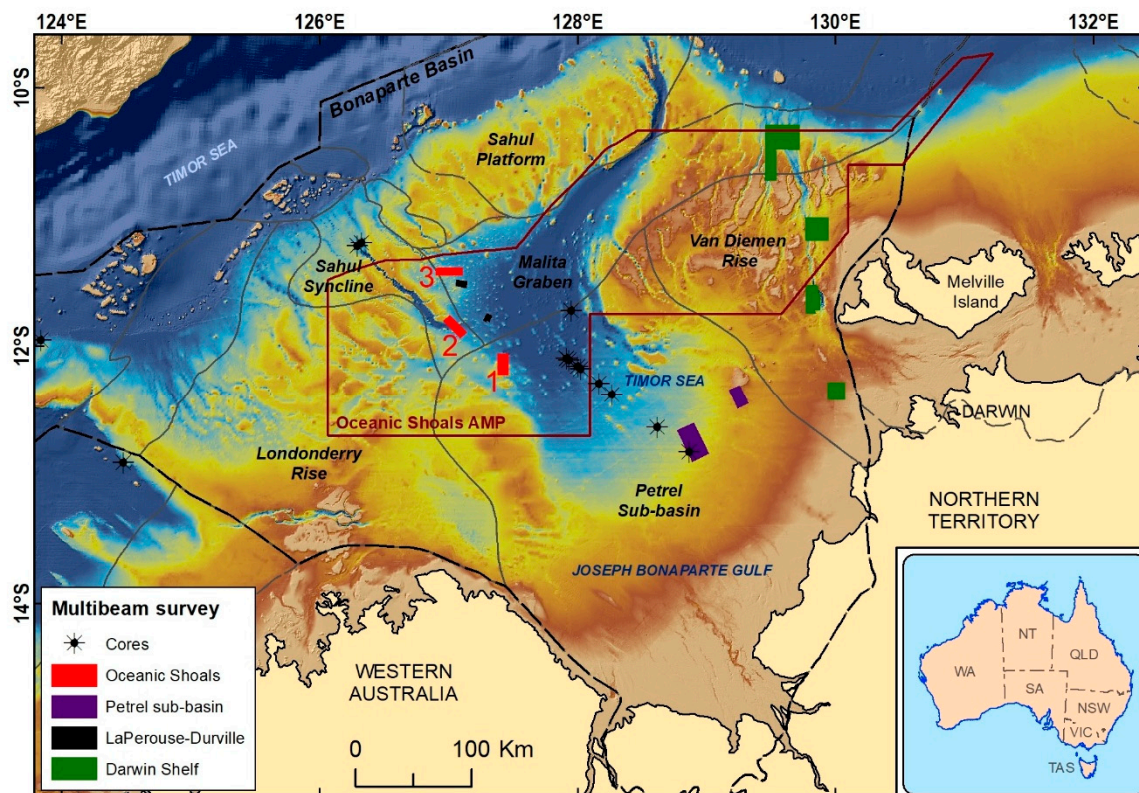 124°E
126°E
128°E
130°E
132°E
10°S
12°S
14°S
Bonaparte Basin
TIMOR SEA
Sahul
Platform
Sahul
Syncline
Malita
Graben
Van Diemen
Rise
Melville
Island
3
2
1
TIMOR SEA
DARWIN
Oceanic Shoals AMP
Londonderry
Rise
Petrel
Sub-basin
NORTHERN
TERRITORY
JOSEPH BONAPARTE GULF
WESTERN
AUSTRALIA
0
100 Km
Multibeam survey
Cores
Oceanic Shoals
Petrel sub-basin
LaPerouse-Durville
Darwin Shelf
NT
QLD
WA
SA
NSW
VIC
TAS